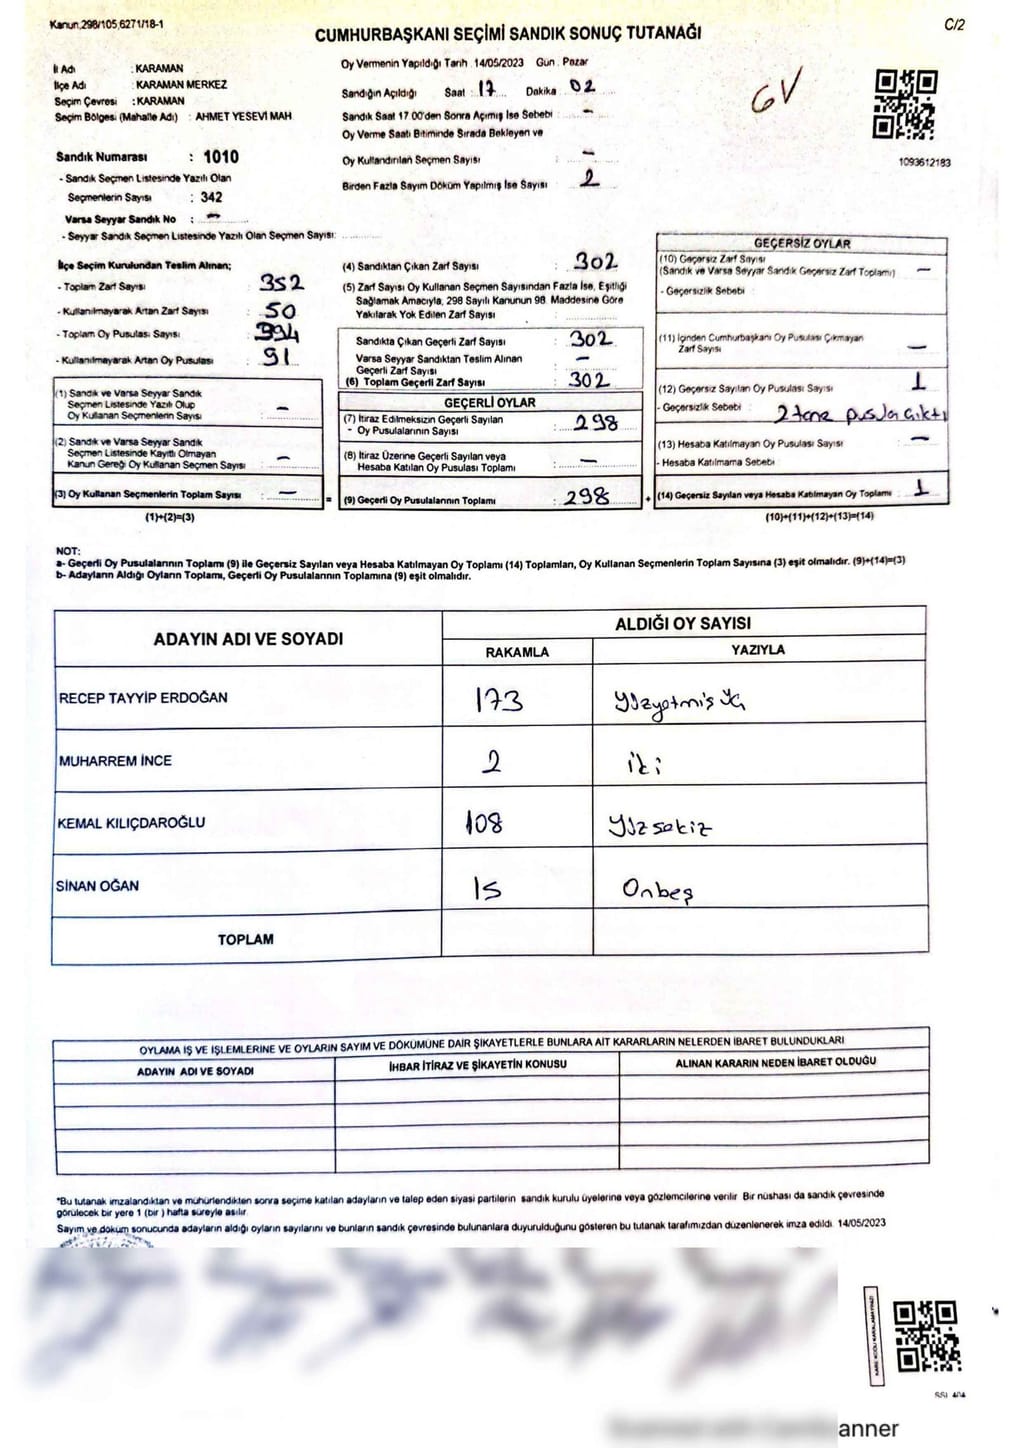 Kanun.298/105,6271/18-1
C/2
CUMHURBAŞKANI SEÇİMİ SANDIK SONUÇ TUTANAĞI
İl Adı : KARAMAN
İlçe Adı : KARAMAN MERKEZ
Seçim Çevresi : KARAMAN
Seçim Bölgesi (Mahalle Adı) : AHMET YESEVİ MAH
Sandık Numarası : 1010
- Sandık Seçmen Listesinde Yazılı Olan
Seçmenlerin Sayısı : 342
Varsa Seyyar Sandık No : -
- Seyyar Sandık Seçmen Listesinde Yazılı Olan Seçmen Sayısı:
Oy Vermenin Yapıldığı Tarih : 14/05/2023 Gün : Pazar
Sandığın Açıldığı Saat : 17 Dakika : 02
Sandık Saat 17 00'den Sonra Açımış İse Sebebi : -
Oy Verme Saati Bitiminde Sırada Bekleyen ve
Oy Kullandırılan Seçmen Sayısı : -
Birden Fazla Sayım Döküm Yapılmış İse Sayısı : 2
GV
1093612183
İlçe Seçim Kurulundan Teslim Alınan;
- Toplam Zarf Sayısı : 352
- Kullanılmayarak Artan Zarf Sayısı : 50
- Toplam Oy Pusulası Sayısı : 394
- Kullanılmayarak Artan Oy Pusulası : 91
(1) Sandık ve Varsa Seyyar Sandık
Seçmen Listesinde Yazılı Olup
Oy Kullanan Seçmenlerin Sayısı : -
(2) Sandık ve Varsa Seyyar Sandık
Seçmen Listesinde Kayıtlı Olmayan
Kanun Gereği Oy Kullanan Seçmen Sayısı : -
(3) Oy Kullanan Seçmenlerin Toplam Sayısı : - =
(1)+(2)=(3)
(4) Sandıktan Çıkan Zarf Sayısı : 302
(5) Zarf Sayısı Oy Kullanan Seçmen Sayısından Fazla İse, Eşitliği
Sağlamak Amacıyla, 298 Sayılı Kanunun 98. Maddesine Göre
Yakılarak Yok Edilen Zarf Sayısı :
Sandıkta Çıkan Geçerli Zarf Sayısı : 302
Varsa Seyyar Sandıktan Teslim Alınan
Geçerli Zarf Sayısı : -
(6) Toplam Geçerli Zarf Sayısı : 302
GEÇERLİ OYLAR
(7) İtiraz Edilmeksizin Geçerli Sayılan
- Oy Pusulalarının Sayısı : 298
(8) İtiraz Üzerine Geçerli Sayılan veya
Hesaba Katılan Oy Pusulası Toplamı : -
(9) Geçerli Oy Pusulalarının Toplamı : 298 +
GEÇERSİZ OYLAR
(10) Geçersiz Zarf Sayısı
(Sandık ve Varsa Seyyar Sandık Geçersiz Zarf Toplamı) -
- Geçersizlik Sebebi :
(11) İçinden Cumhurbaşkanı Oy Pusulası Çıkmayan
Zarf Sayısı -
(12) Geçersiz Sayılan Oy Pusulası Sayısı 1
- Geçersizlik Sebebi : 2 tane pusula çıktı
(13) Hesaba Katılmayan Oy Pusulası Sayısı -
- Hesaba Katılmama Sebebi
(14) Geçersiz Sayılan veya Hesaba Katılmayan Oy Toplamı : 1
(10)+(11)+(12)+(13)=(14)
NOT:
a- Geçerli Oy Pusulalarının Toplamı (9) ile Geçersiz Sayılan veya Hesaba Katılmayan Oy Toplamı (14) Toplamları, Oy Kullanan Seçmenlerin Toplam Sayısına (3) eşit olmalıdır. (9)+(14)=(3)
b- Adayların Aldığı Oyların Toplamı, Geçerli Oy Pusulalarının Toplamına (9) eşit olmalıdır.
ADAYIN ADI VE SOYADI
ALDIĞI OY SAYISI
RAKAMLA YAZIYLA
RECEP TAYYİP ERDOĞAN 173 Yüzyetmiş üç
MUHARREM İNCE 2 iki
KEMAL KILIÇDAROĞLU 108 Yüz sekiz
SİNAN OĞAN 15 Onbeş
TOPLAM
OYLAMA İŞ VE İŞLEMLERİNE VE OYLARIN SAYIM VE DÖKÜMÜNE DAİR ŞİKAYETLERLE BUNLARA AİT KARARLARIN NELERDEN İBARET BULUNDUKLARI
ADAYIN ADI VE SOYADI İHBAR İTİRAZ VE ŞİKAYETİN KONUSU ALINAN KARARIN NEDEN İBARET OLDUĞU
*Bu tutanak imzalandıktan ve mühürlendikten sonra seçime katılan adayların ve talep eden siyasi partilerin sandık kurulu üyelerine veya gözlemcilerine verilir. Bir nüshası da sandık çevresinde
görülecek bir yere 1 (bir ) hafta süreyle asılır.
Sayım ve döküm sonucunda adayların aldığı oyların sayılarını ve bunların sandık çevresinde bulunanlara duyurulduğunu gösteren bu tutanak tarafımızdan düzenlenerek imza edildi. 14/05/2023
KARE KODU KARALAMAYINIZ!
anner